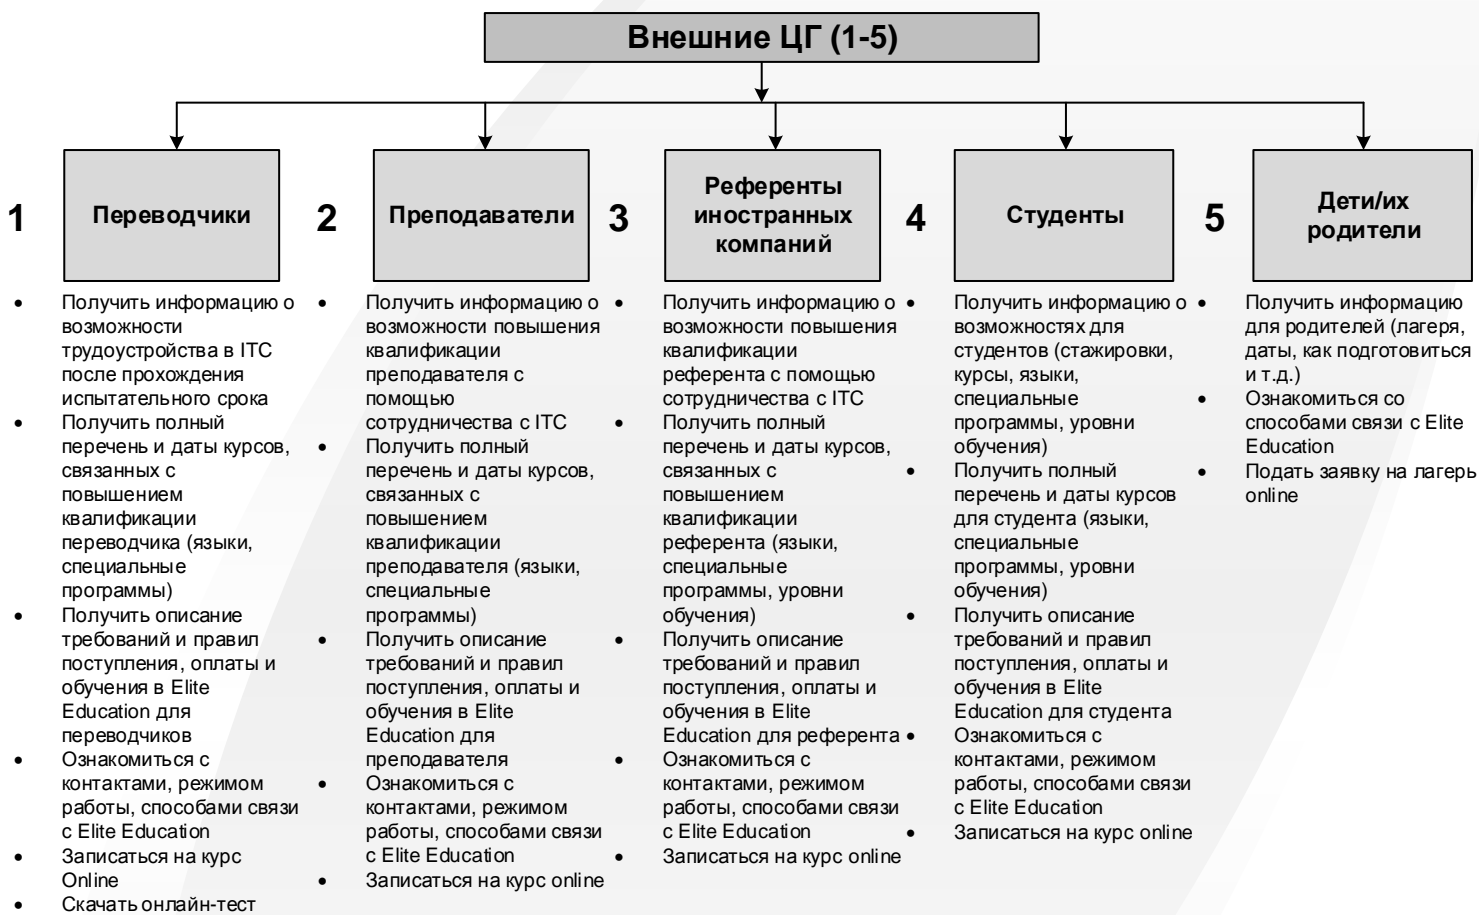 Внешние ЦГ (1-5)
1
Переводчики
2
Преподаватели
3
Референты
иностранных
компаний
4
Студенты
5
Дети/их
родители
• Получить информацию о
возможности
трудоустройства в ITC
после прохождения
испытательного срока
• Получить полный
перечень и даты курсов,
связанных с
повышением
квалификации
переводчика (языки,
специальные
программы)
• Получить описание
требований и правил
поступления, оплаты и
обучения в Elite
Education для
переводчиков
• Ознакомиться с
контактами, режимом
работы, способами связи
с Elite Education
• Записаться на курс
Online
• Скачать онлайн-тест
• Получить информацию о
возможности повышения
квалификации
преподавателя с
помощью
сотрудничества с ITC
• Получить полный
перечень и даты курсов,
связанных с
повышением
квалификации
преподавателя (языки,
специальные
программы)
• Получить описание
требований и правил
поступления, оплаты и
обучения в Elite
Education для
преподавателя
• Ознакомиться с
контактами, режимом
работы, способами связи
с Elite Education
• Записаться на курс online
• Получить информацию о
возможности повышения
квалификации
референта с помощью
сотрудничества с ITC
• Получить полный
перечень и даты курсов,
связанных с
повышением
квалификации
референта (языки,
специальные
программы, уровни
обучения)
• Получить описание
требований и правил
поступления, оплаты и
обучения в Elite
Education для референта
• Ознакомиться с
контактами, режимом
работы, способами связи
с Elite Education
• Записаться на курс online
• Получить информацию о
возможностях для
студентов (стажировки,
курсы, языки,
специальные
программы, уровни
обучения)
• Получить полный
перечень и даты курсов
для студента (языки,
специальные
программы, уровни
обучения)
• Получить описание
требований и правил
поступления, оплаты и
обучения в Elite
Education для студента
• Ознакомиться с
контактами, режимом
работы, способами связи
с Elite Education
• Записаться на курс online
• Получить информацию
для родителей (лагеря,
даты, как подготовиться
и т.д.)
• Ознакомиться со
способами связи с Elite
Education
• Подать заявку на лагерь
online